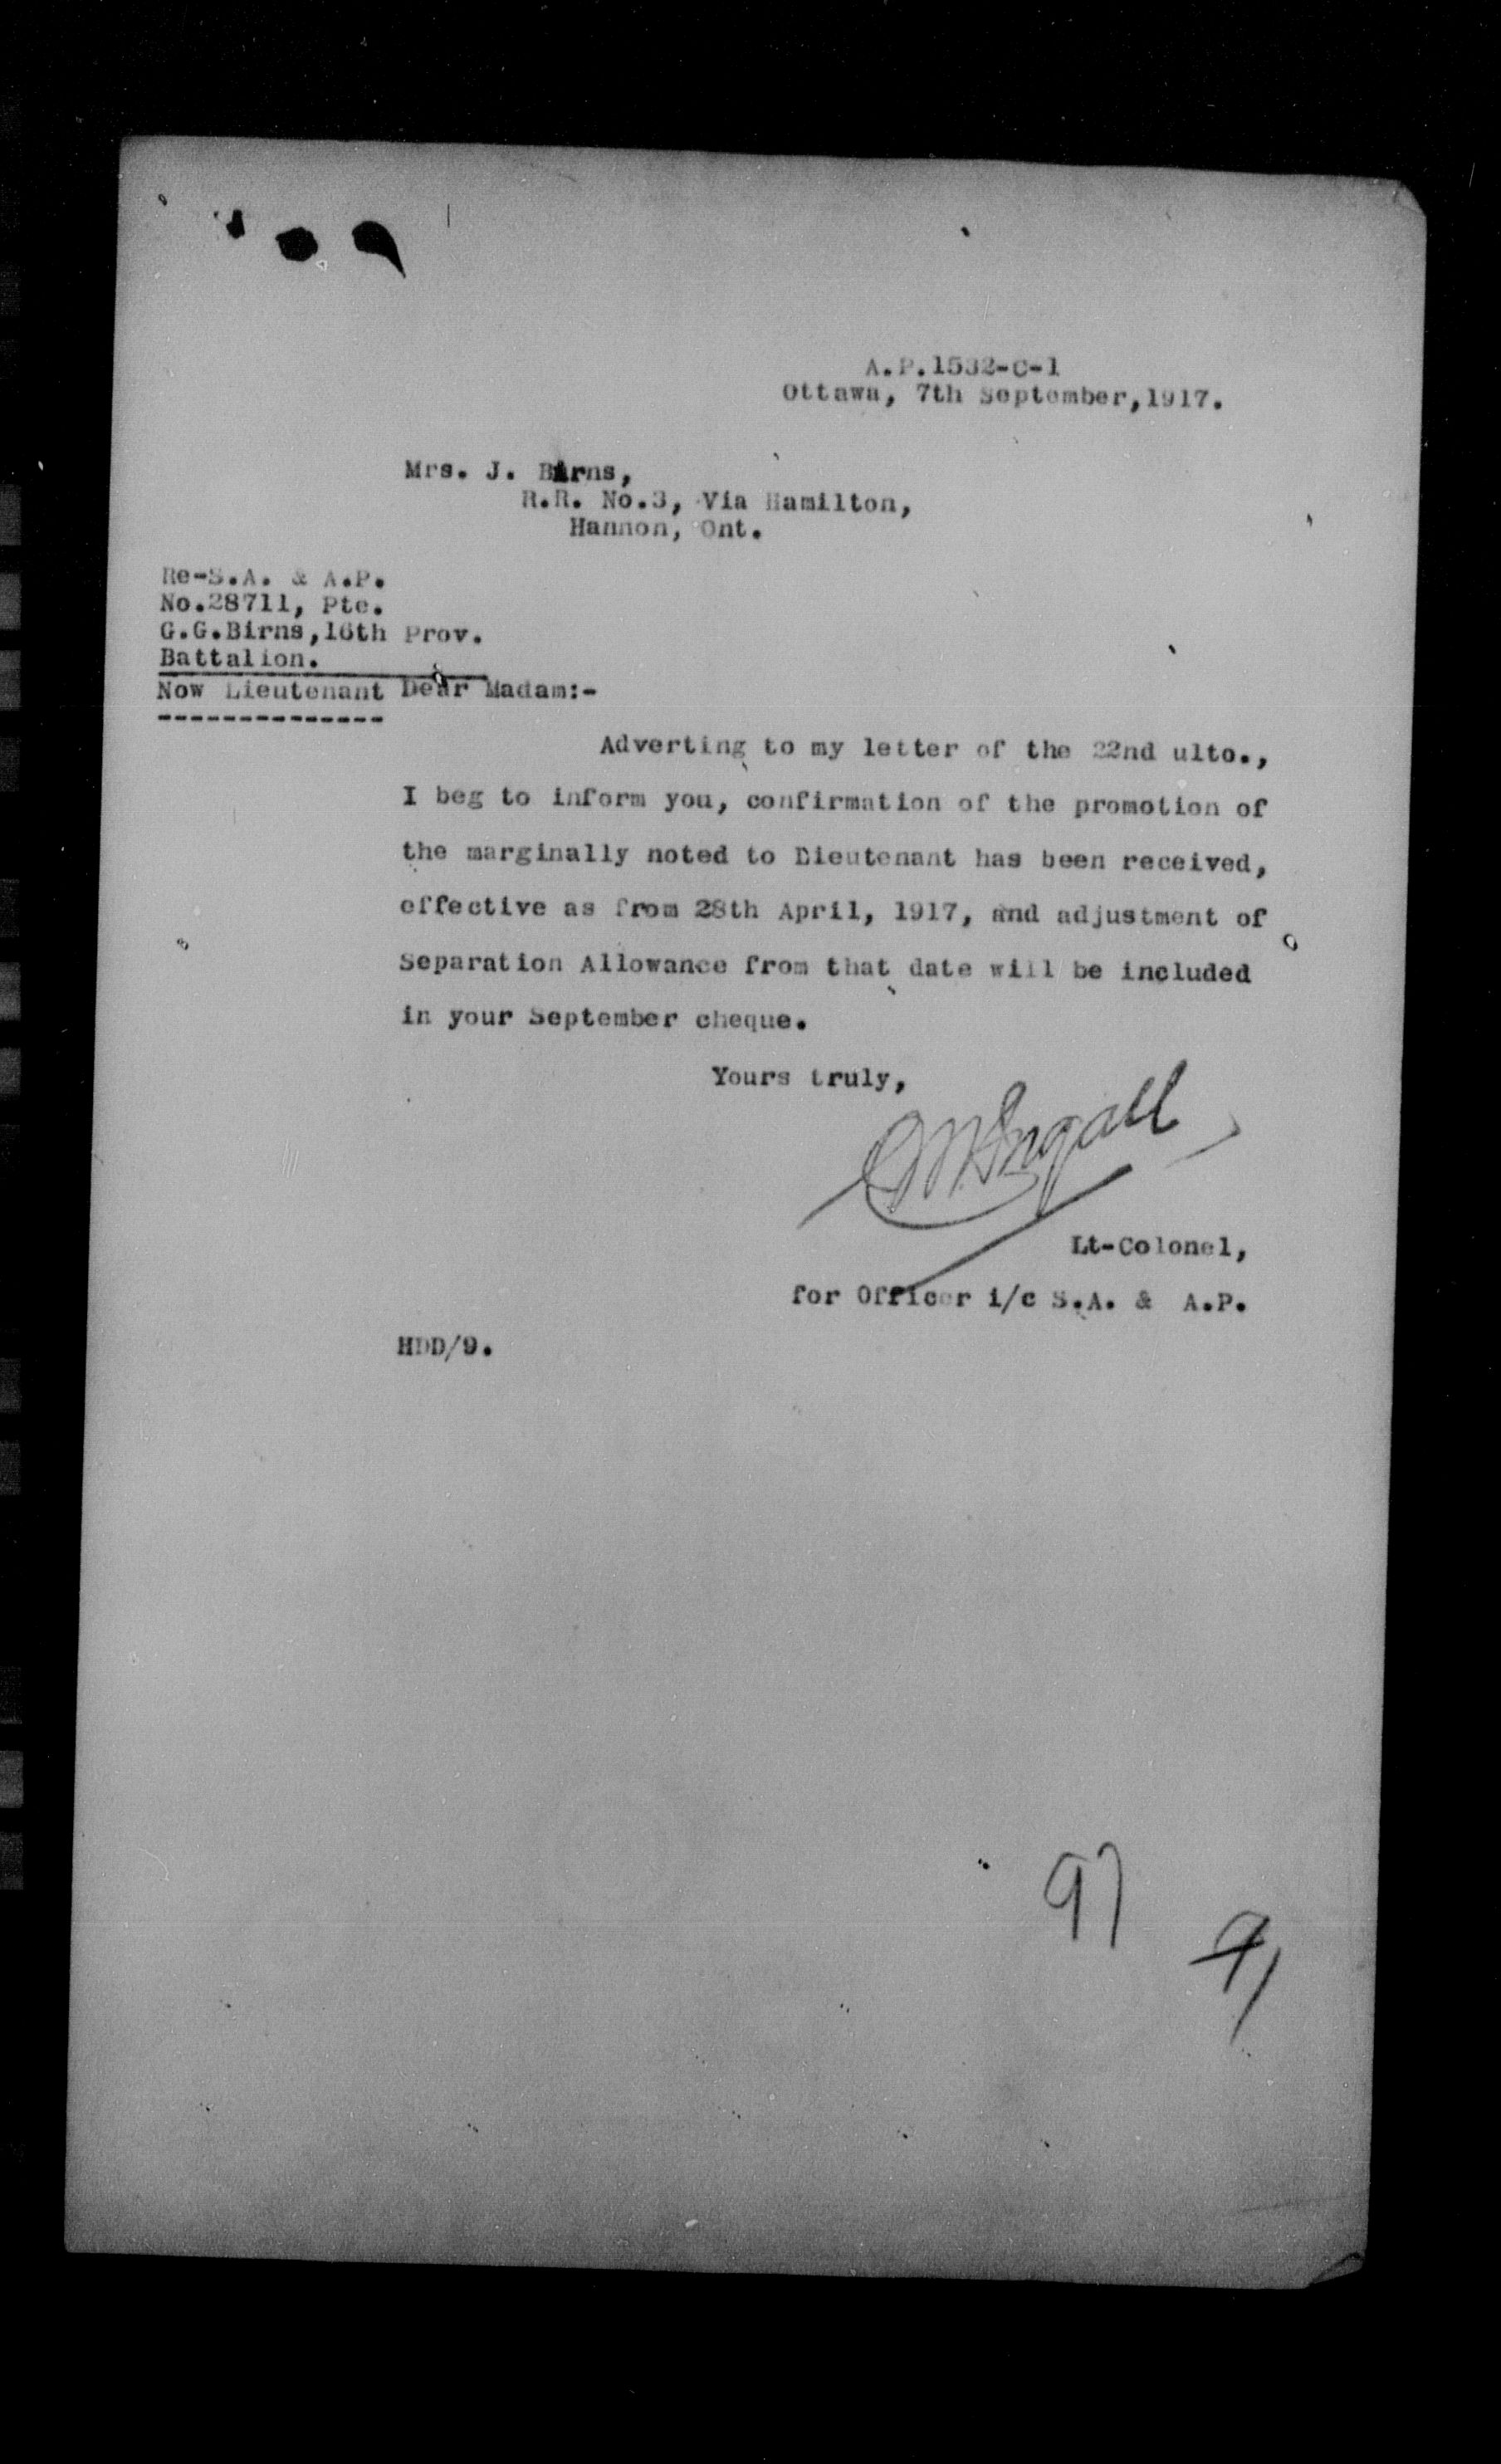 A.P.1532-C-1
Ottawa, 7th September,1917.
Mrs. J. Birns,
R.R. No.3, Via Hamilton,
Hannon, Ont.
Re-S.A. & A.P.
No.28711, Pte.
G.G.Birns,16th Prov.
Battalion.
Now Lieutenant Dear Madam:-
Adverting to my letter of the 22nd ulto.,
I beg to inform you, confirmation of the promotion of
the marginally noted to Lieutenant has been received,
effective as from 28th April, 1917, and adjustment of
Separation Allowance from that date will be included
in your September cheque.
Yours truly,
Lt-Colonel,
for Officer i/c S.A. & A.P.
HDD/9.
97